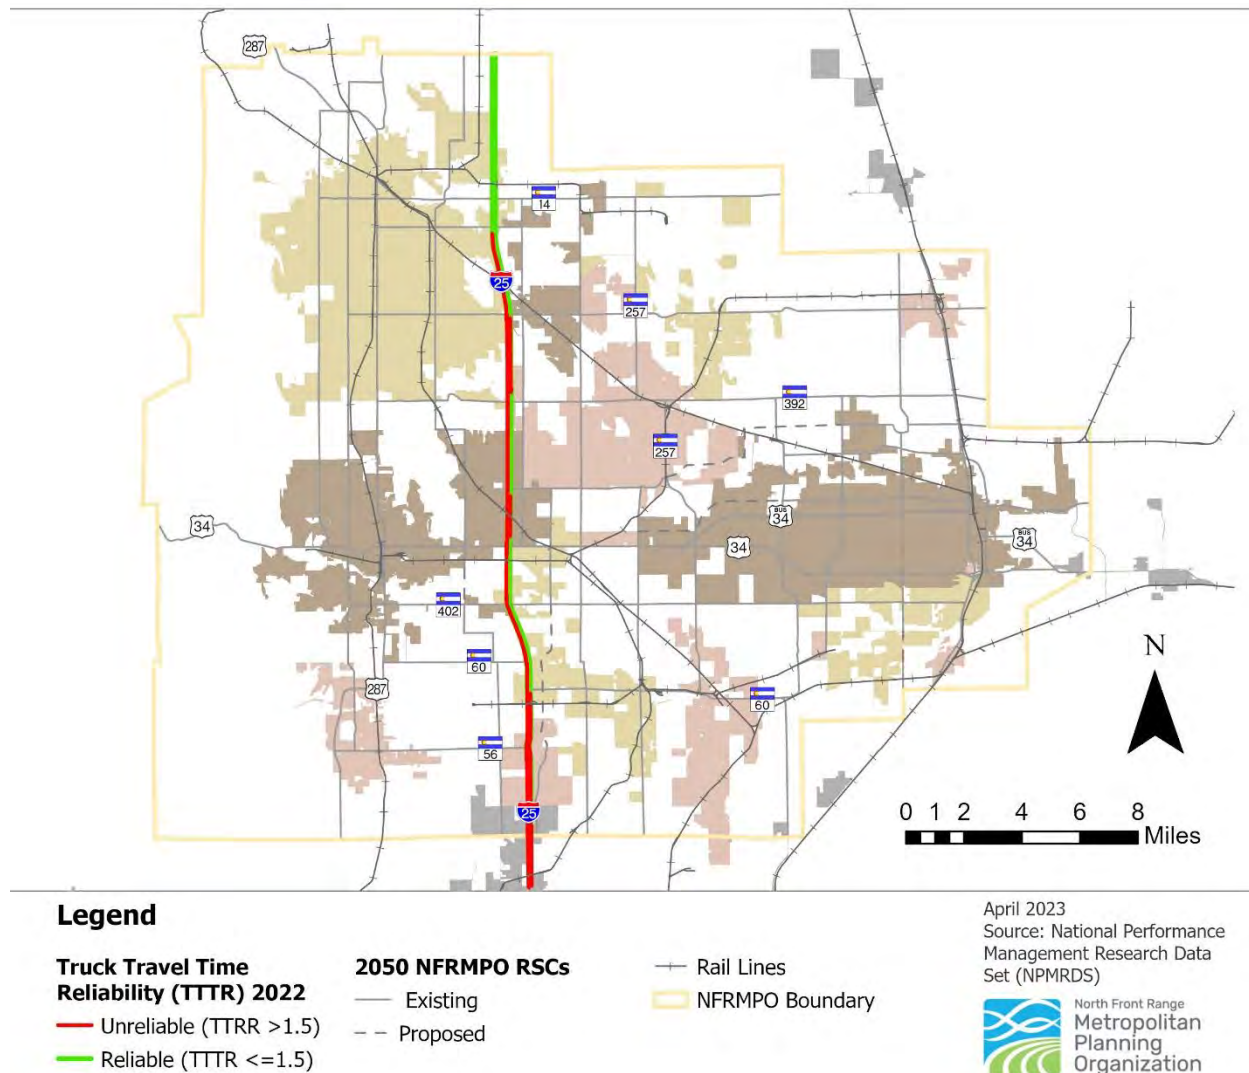 287
14
25
257
392
257
34
BUS
34
34
BUS
34
402
60
287
60
56
25
N
0 1 2 4 6 8
Miles
Legend
Truck Travel Time
Reliability (TTTR) 2022
Unreliable (TTRR >1.5)
Reliable (TTTR <=1.5)
2050 NFRMPO RSCs
Existing
Proposed
Rail Lines
NFRMPO Boundary
April 2023
Source: National Performance
Management Research Data
Set (NPMRDS)
North Front Range
Metropolitan
Planning
Organization